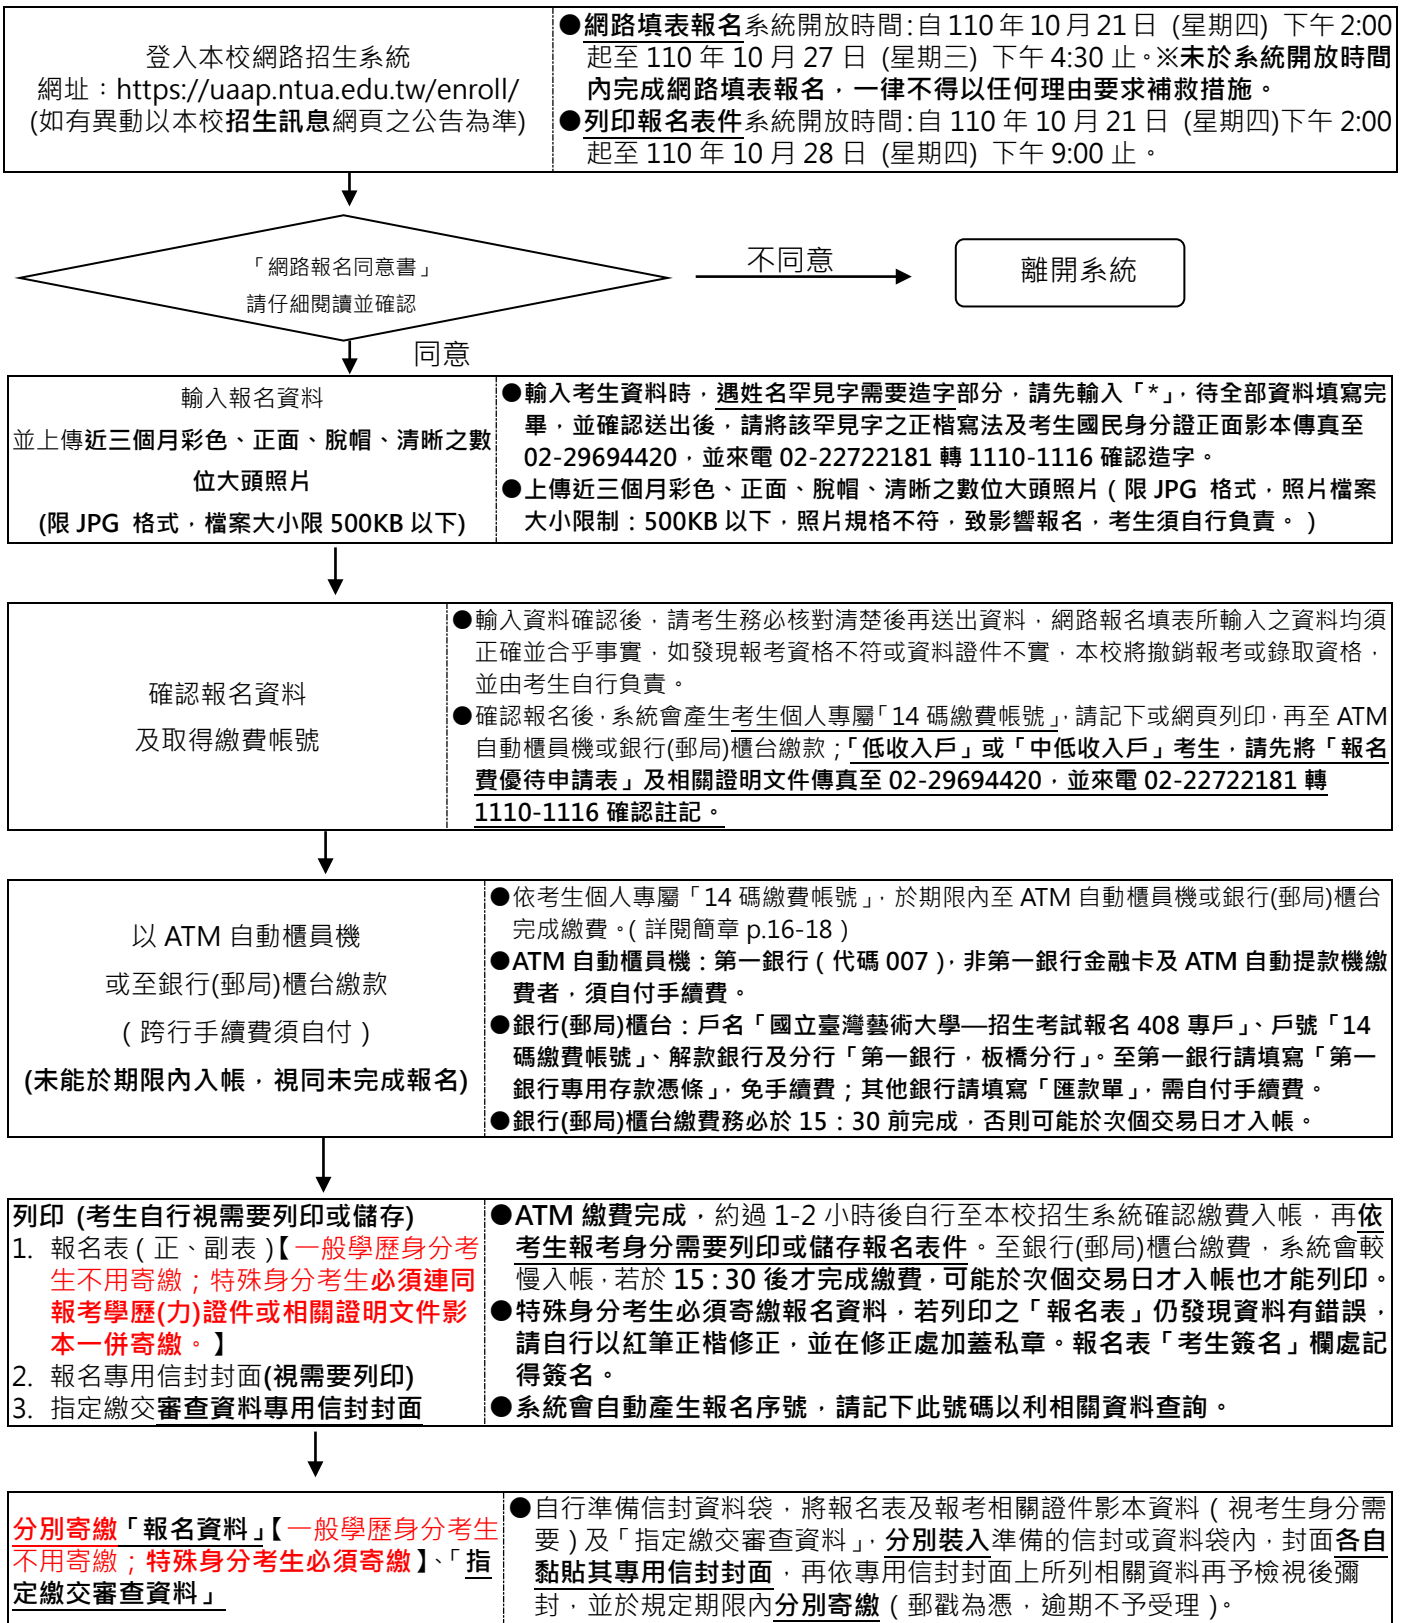 登入本校網路招生系統
網址：https://uaap.ntua.edu.tw/enroll/
(如有異動以本校招生訊息網頁之公告為準)
●網路填表報名系統開放時間:自 110 年 10 月 21 日 (星期四) 下午 2:00
起至 110 年 10 月 27 日 (星期三) 下午 4:30 止。※未於系統開放時間
內完成網路填表報名，一律不得以任何理由要求補救措施。
●列印報名表件系統開放時間:自 110 年 10 月 21 日 (星期四)下午 2:00
起至 110 年 10 月 28 日 (星期四) 下午 9:00 止。
「網路報名同意書」
請仔細閱讀並確認
不同意
離開系統
同意
輸入報名資料
並上傳近三個月彩色、正面、脫帽、清晰之數
位大頭照片
(限 JPG 格式，檔案大小限 500KB 以下)
●輸入考生資料時，遇姓名罕見字需要造字部分，請先輸入「*」，待全部資料填寫完
畢，並確認送出後，請將該罕見字之正楷寫法及考生國民身分證正面影本傳真至
02-29694420，並來電 02-22722181 轉 1110-1116 確認造字。
●上傳近三個月彩色、正面、脫帽、清晰之數位大頭照片（限 JPG 格式，照片檔案
大小限制：500KB 以下，照片規格不符，致影響報名，考生須自行負責。）
確認報名資料
及取得繳費帳號
●輸入資料確認後，請考生務必核對清楚後再送出資料，網路報名填表所輸入之資料均須
正確並合乎事實，如發現報考資格不符或資料證件不實，本校將撤銷報考或錄取資格，
並由考生自行負責。
●確認報名後，系統會產生考生個人專屬「14 碼繳費帳號」，請記下或網頁列印，再至 ATM
自動櫃員機或銀行(郵局)櫃台繳款；「低收入戶」或「中低收入戶」考生，請先將「報名
費優待申請表」及相關證明文件傳真至 02-29694420，並來電 02-22722181 轉
1110-1116 確認註記。
以 ATM 自動櫃員機
或至銀行(郵局)櫃台繳款
（跨行手續費須自付）
(未能於期限內入帳，視同未完成報名)
●依考生個人專屬「14 碼繳費帳號」，於期限內至 ATM 自動櫃員機或銀行(郵局)櫃台
完成繳費。（詳閱簡章 p.16-18）
●ATM 自動櫃員機：第一銀行（代碼 007），非第一銀行金融卡及 ATM 自動提款機繳
費者，須自付手續費。
●銀行(郵局)櫃台：戶名「國立臺灣藝術大學—招生考試報名 408 專戶」、戶號「14
碼繳費帳號」、解款銀行及分行「第一銀行，板橋分行」。至第一銀行請填寫「第一
銀行專用存款憑條」，免手續費；其他銀行請填寫「匯款單」，需自付手續費。
●銀行(郵局)櫃台繳費務必於 15：30 前完成，否則可能於次個交易日才入帳。
列印 (考生自行視需要列印或儲存)
1. 報名表（正、副表）【一般學歷身分考
生不用寄繳；特殊身分考生必須連同
報考學歷(力)證件或相關證明文件影
本一併寄繳。】
2. 報名專用信封封面(視需要列印)
3. 指定繳交審查資料專用信封封面
●ATM 繳費完成，約過 1-2 小時後自行至本校招生系統確認繳費入帳，再依
考生報考身分需要列印或儲存報名表件。至銀行(郵局)櫃台繳費，系統會較
慢入帳，若於 15：30 後才完成繳費，可能於次個交易日才入帳也才能列印。
●特殊身分考生必須寄繳報名資料，若列印之「報名表」仍發現資料有錯誤，
請自行以紅筆正楷修正，並在修正處加蓋私章。報名表「考生簽名」欄處記
得簽名。
●系統會自動產生報名序號，請記下此號碼以利相關資料查詢。
分別寄繳「報名資料」【一般學歷身分考生
不用寄繳；特殊身分考生必須寄繳】、「指
定繳交審查資料」
●自行準備信封資料袋，將報名表及報考相關證件影本資料（視考生身分需
要）及「指定繳交審查資料」，分別裝入準備的信封或資料袋內，封面各自
黏貼其專用信封封面，再依專用信封封面上所列相關資料再予檢視後彌
封，並於規定期限內分別寄繳（郵戳為憑，逾期不予受理）。